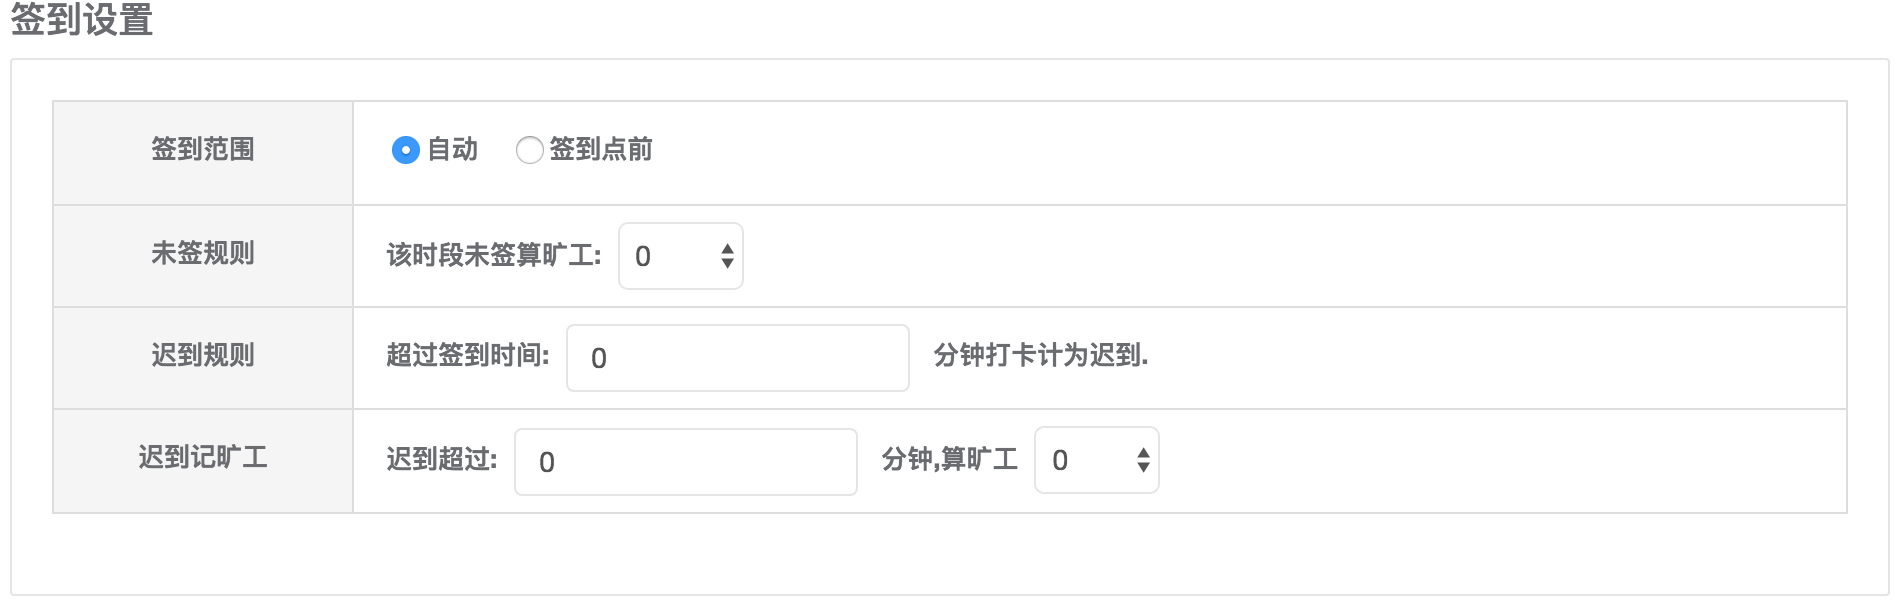 签到设置
签到范围 自动 签到点前
未签规则 该时段未签算旷工: 0
迟到规则 超过签到时间: 0 分钟打卡计为迟到.
迟到记旷工 迟到超过: 0 分钟,算旷工 0